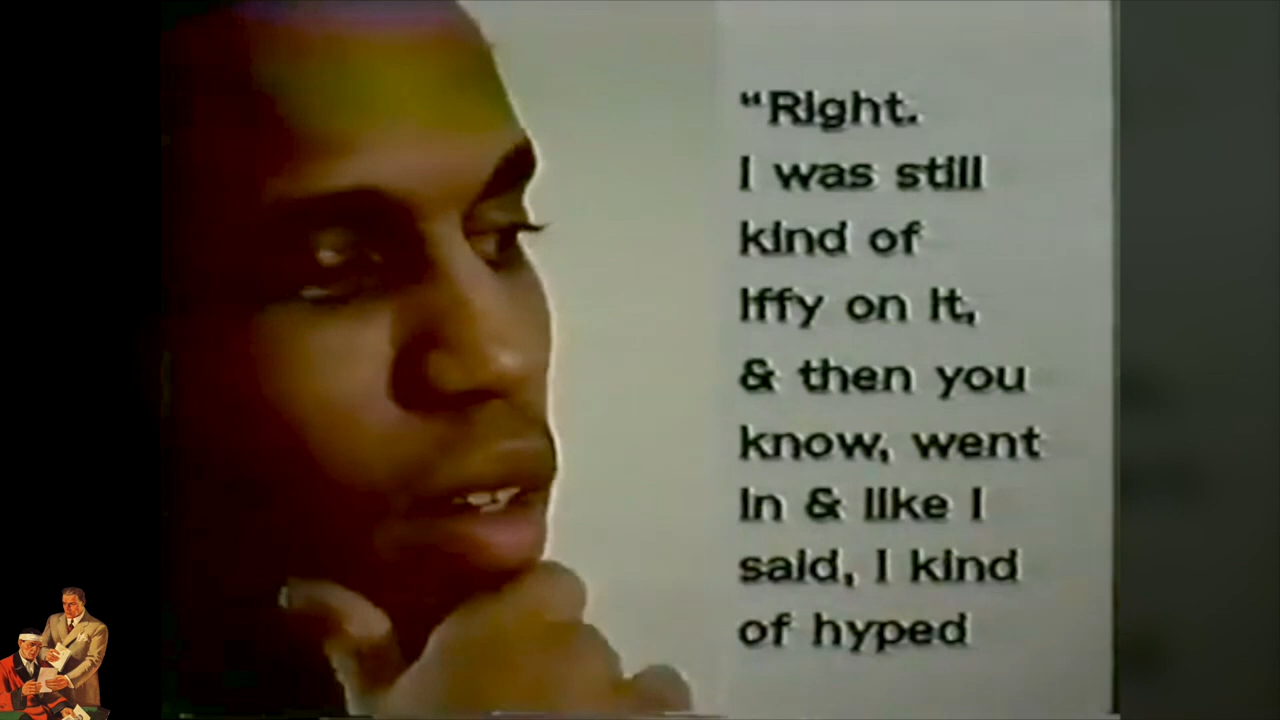 “Right.
I was still
kind of
iffy on it,
& then you
know, went
in & like I
said, I kind
of hyped